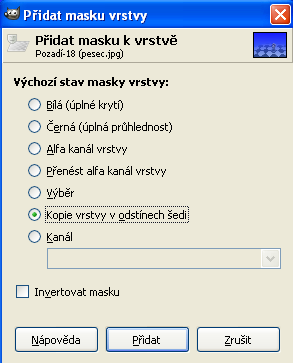 Přidat masku vrstvy
Přidat masku k vrstvě
Pozadí-18 (pesec.jpg)
Výchozí stav masky vrstvy:
Bílá (úplné krytí)
Černá (úplná průhlednost)
Alfa kanál vrstvy
Přenést alfa kanál vrstvy
Výběr
Kopie vrstvy v odstínech šedi
Kanál
Invertovat masku
Nápověda
Přidat
Zrušit